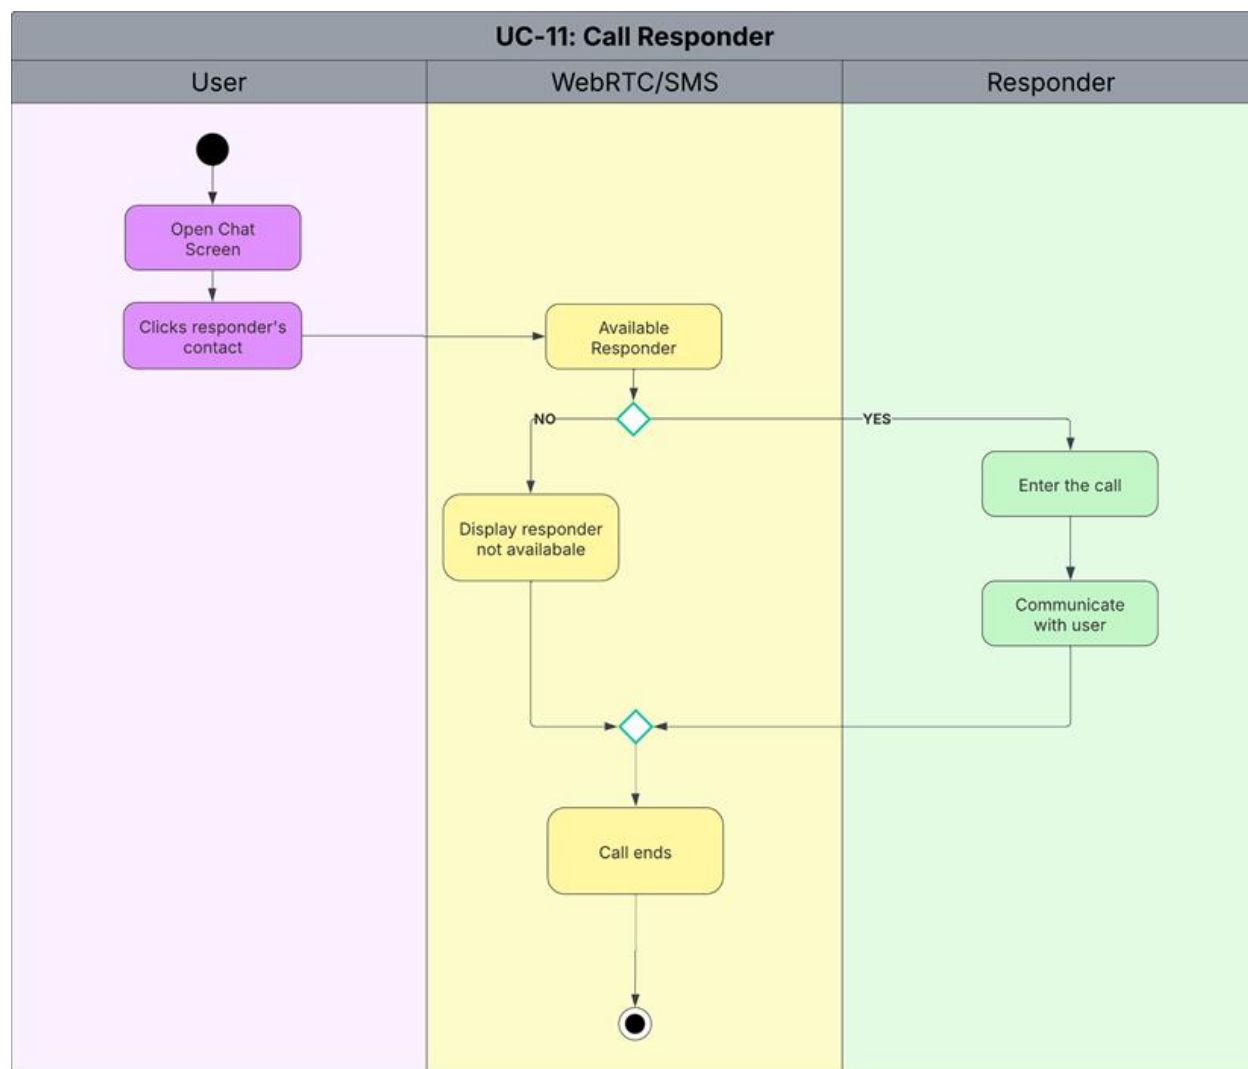 UC-11: Call Responder
User
WebRTC/SMS
Responder
Open Chat
Screen
Clicks responder's
contact
Available
Responder
NO
YES
Enter the call
Display responder
not availabale
Communicate
with user
Call ends